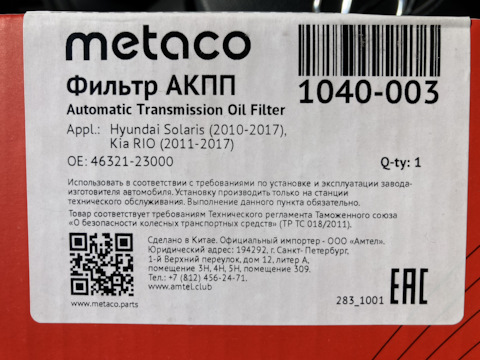 metaco
Фильтр АКПП
1040-003
Automatic Transmission Oil Filter
Appl.: Hyundai Solaris (2010-2017),
Kia RIO (2011-2017)
OE: 46321-23000
Q-ty: 1
Использовать в соответствии с требованиями по установке и эксплуатации завода-
изготовителя автомобиля. Установку производить только на станции
технического обслуживания. Выполнение данного пункта обязательно.
Товар соответствует требованиям Технического регламента Таможенного союза
«О безопасности колесных транспортных средств» (ТР ТС 018/2011).
Сделано в Китае. Официальный импортер - ООО «Амтел».
Юридический адрес: 194292, г. Санкт- Петербург,
1-й Верхний переулок, дом 12, литер А,
помещение 3Н, 4Н, 5Н, помещение 309.
Тел.: +7 (812) 456-24-71.
www.amtel.club
www.metaco.parts
283_1001
EAC